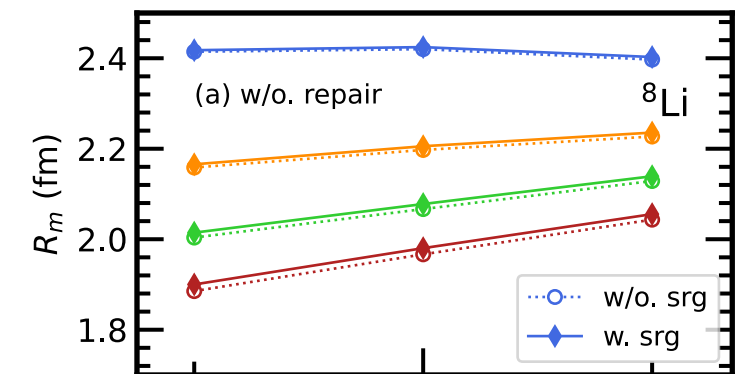 2.4
(a) w/o. repair
⁸Li
2.2
R_m (fm)
2.0
w/o. srg
1.8
w. srg